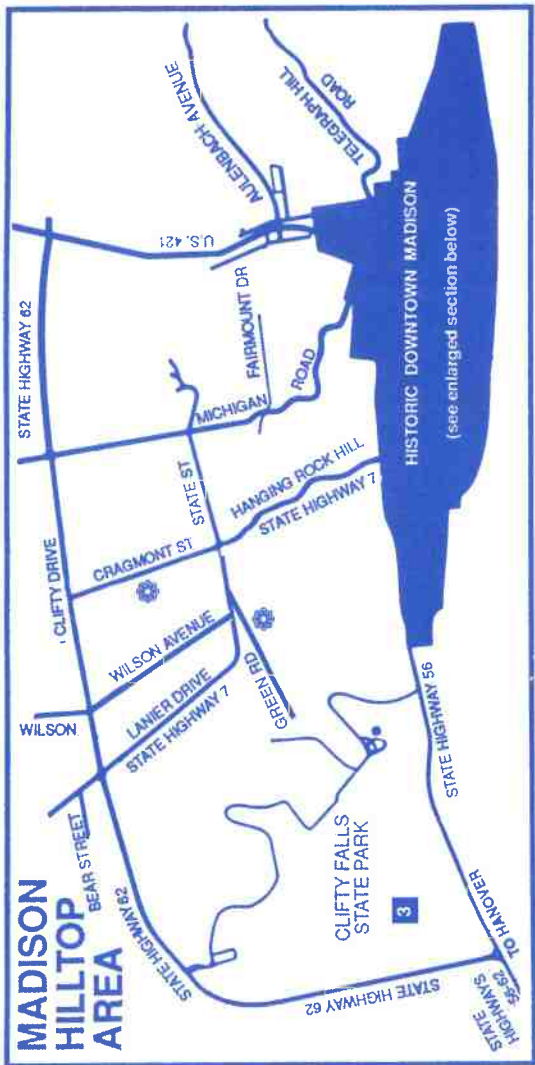 MADISON
HILLTOP
AREA
STATE HIGHWAY 62
CLIFTY DRIVE
WILSON
BEAR STREET
STATE HIGHWAY 62
LANIER DRIVE
STATE HIGHWAY 7
WILSON AVENUE
CRAGMONT ST
STATE ST
MICHIGAN
ROAD
FAIRMOUNT DR
U.S. 421
AULENBACH AVENUE
TELEGRAPH HILL
ROAD
HANGING ROCK HILL
STATE HIGHWAY 7
GREEN RD
CLIFTY FALLS
STATE PARK
3
STATE HIGHWAY 62
STATE HIGHWAY 56
TO HANOVER
STATE
HIGHWAYS
56-62
HISTORIC DOWNTOWN MADISON
(see enlarged section below)